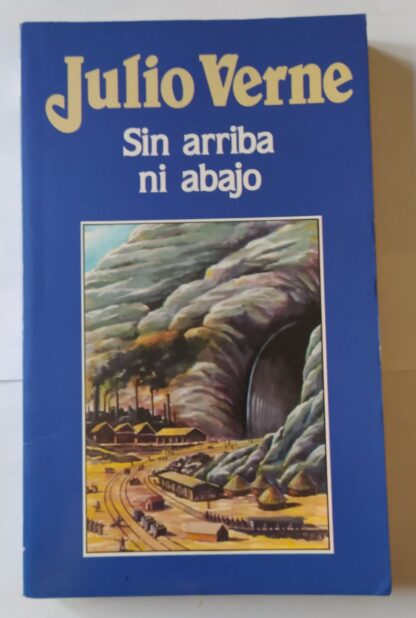 Julio Verne
Sin arriba
ni abajo